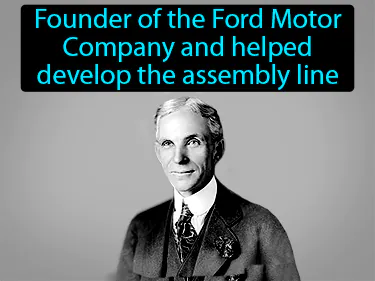 Founder of the Ford Motor
Company and helped
develop the assembly line